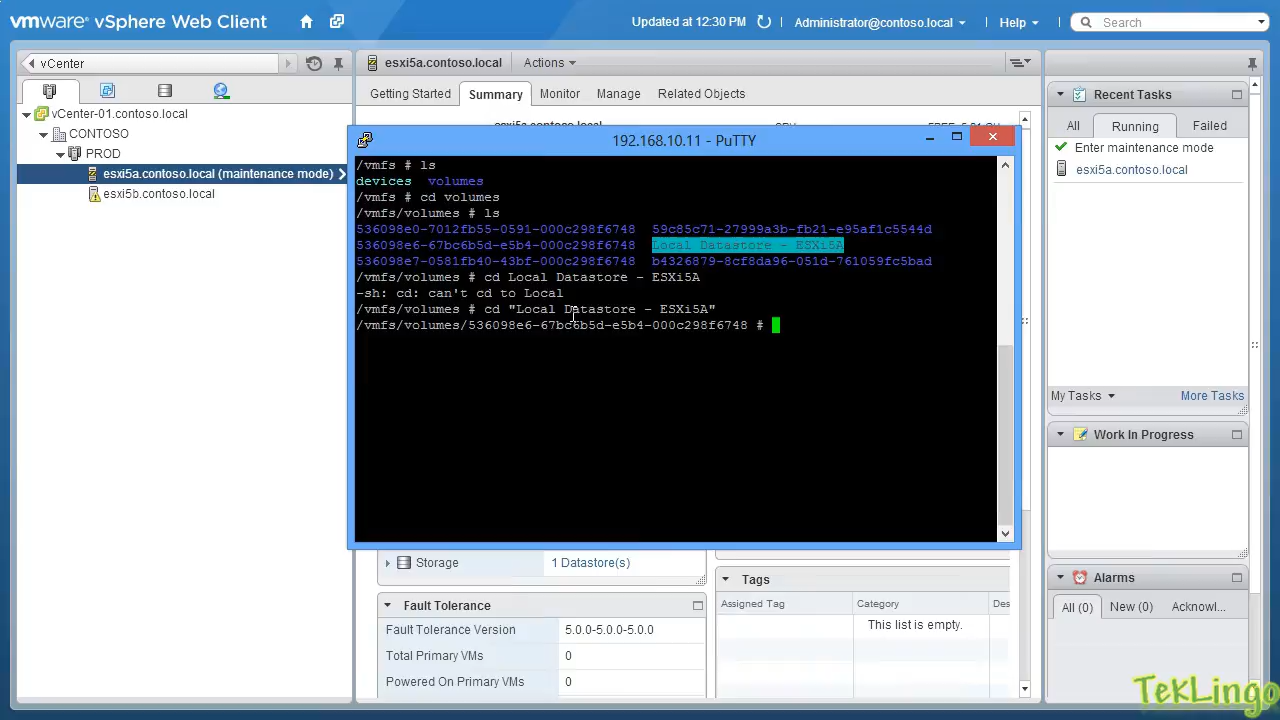 vmware® vSphere Web Client
Updated at 12:30 PM
Administrator@contoso.local
Help
Search
vCenter
vCenter-01.contoso.local
CONTOSO
PROD
esxi5a.contoso.local (maintenance mode)
esxi5b.contoso.local
esxi5a.contoso.local
Actions
Getting Started
Summary
Monitor
Manage
Related Objects
192.168.10.11 - PuTTY
/vmfs # ls
devices volumes
/vmfs # cd volumes
/vmfs/volumes # ls
536098e0-7012fb55-0591-000c298f6748 59c85c71-27999a3b-fb21-e95af1c5544d
536098e6-67bc6b5d-e5b4-000c298f6748 Local Datastore - ESXi5A
536098e7-0581fb40-43bf-000c298f6748 b4326879-8cf8da96-051d-761059fc5bad
/vmfs/volumes # cd Local Datastore - ESXi5A
-sh: cd: can't cd to Local
/vmfs/volumes # cd "Local Datastore - ESXi5A"
/vmfs/volumes/536098e6-67bc6b5d-e5b4-000c298f6748 #
Storage
1 Datastore(s)
Fault Tolerance
Fault Tolerance Version 5.0.0-5.0.0-5.0.0
Total Primary VMs 0
Powered On Primary VMs 0
Tags
Assigned Tag Category Des
This list is empty.
Recent Tasks
All Running Failed
Enter maintenance mode
esxi5a.contoso.local
My Tasks
More Tasks
Work In Progress
Alarms
All (0) New (0) Acknowl...
TekLingo